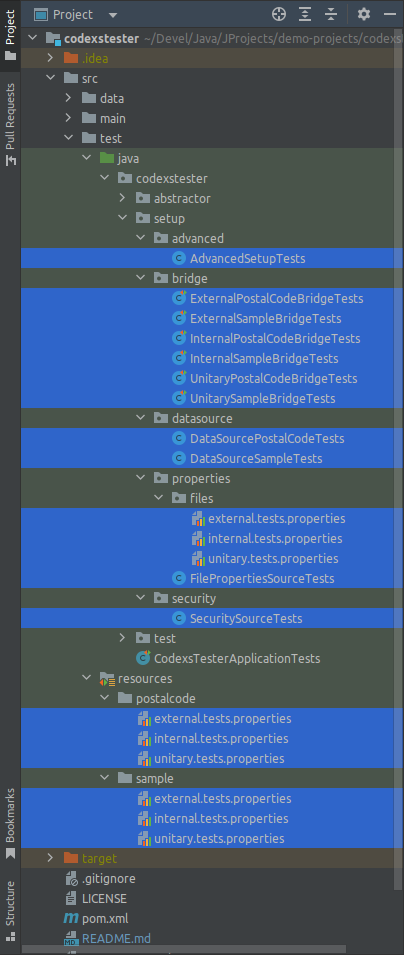 Project
codexstester ~/Devel/Java/JProjects/demo-projects/codexst
.idea
src
data
main
test
java
codexstester
abstractor
setup
advanced
AdvancedSetupTests
bridge
ExternalPostalCodeBridgeTests
ExternalSampleBridgeTests
InternalPostalCodeBridgeTests
InternalSampleBridgeTests
UnitaryPostalCodeBridgeTests
UnitarySampleBridgeTests
datasource
DataSourcePostalCodeTests
DataSourceSampleTests
properties
files
external.tests.properties
internal.tests.properties
unitary.tests.properties
FilePropertiesSourceTests
security
SecuritySourceTests
test
CodexsTesterApplicationTests
resources
postalcode
external.tests.properties
internal.tests.properties
unitary.tests.properties
sample
external.tests.properties
internal.tests.properties
unitary.tests.properties
target
.gitignore
LICENSE
pom.xml
README.md
Project
Pull Requests
Bookmarks
Structure